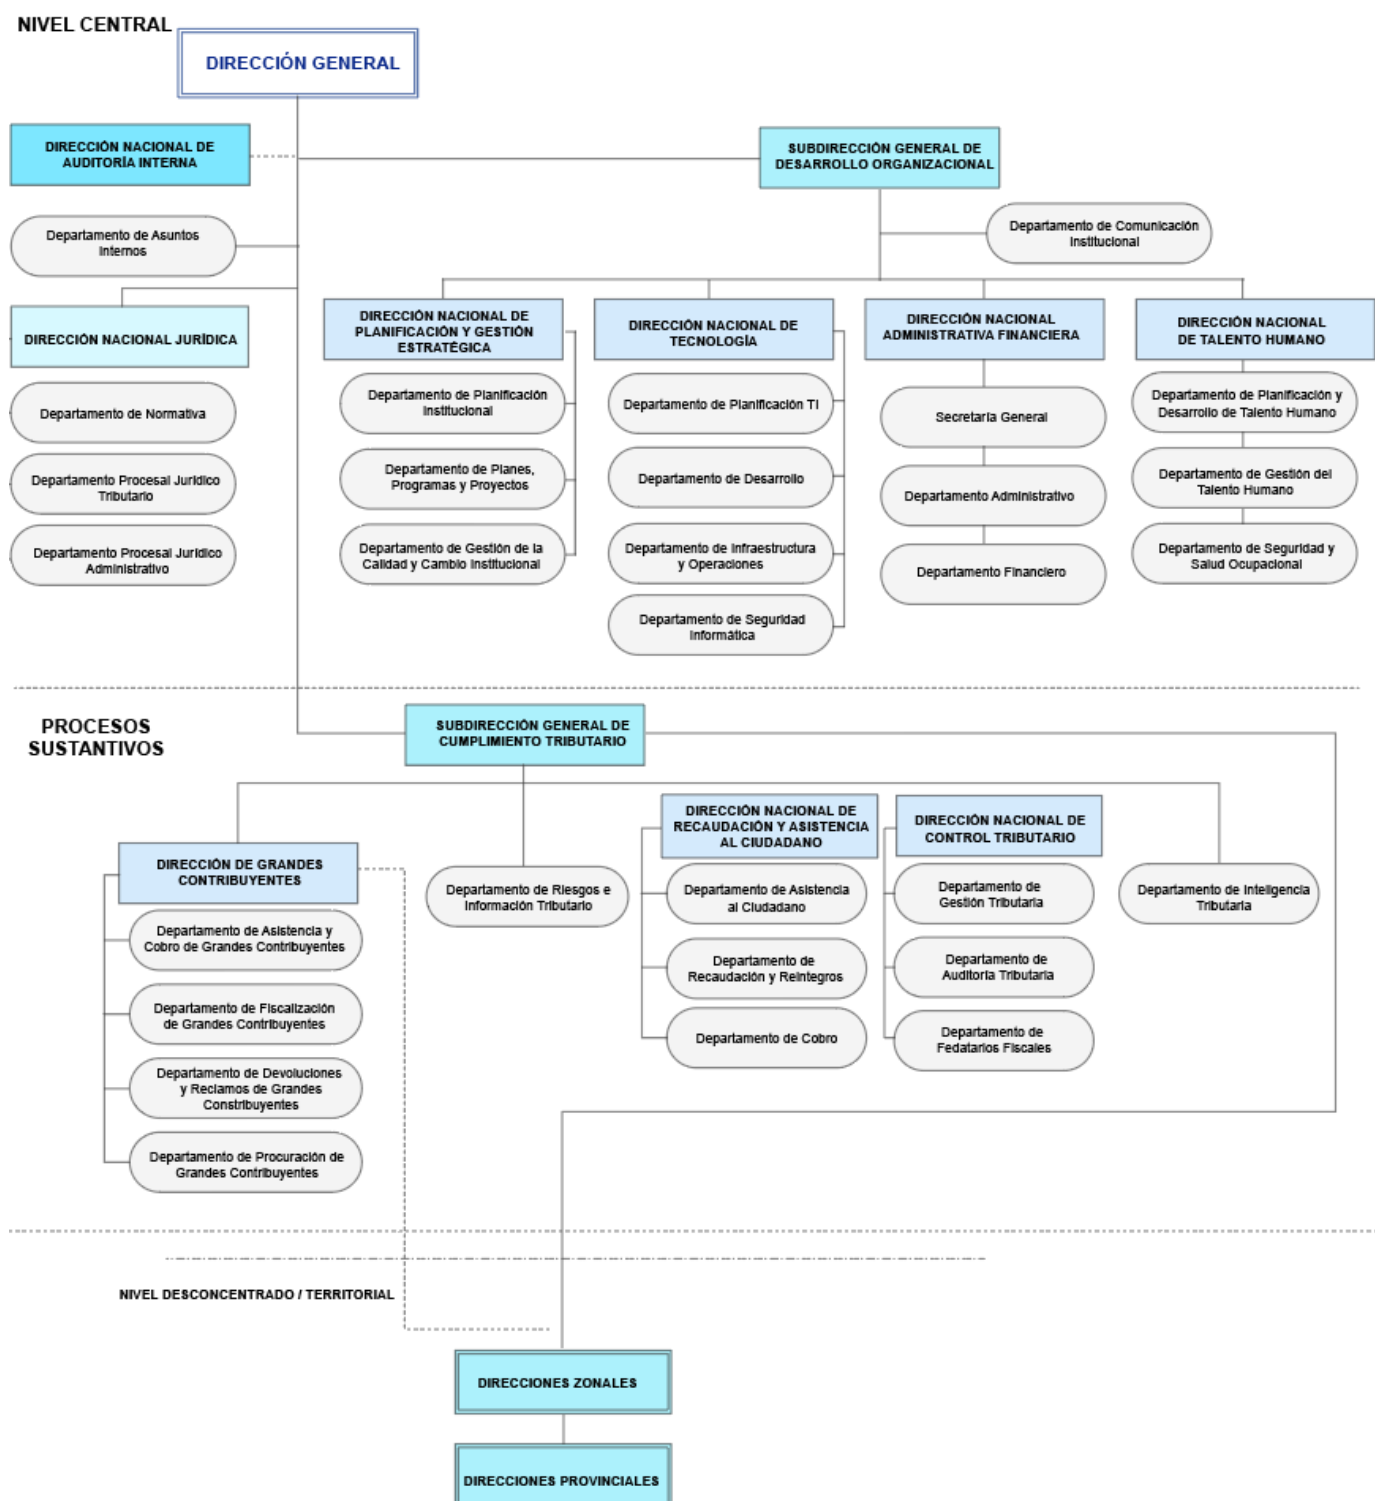 NIVEL CENTRAL
DIRECCIÓN GENERAL
DIRECCIÓN NACIONAL DE
AUDITORÍA INTERNA
SUBDIRECCIÓN GENERAL DE
DESARROLLO ORGANIZACIONAL
Departamento de Asuntos
Internos
Departamento de Comunicación
Institucional
DIRECCIÓN NACIONAL JURÍDICA
Departamento de Normativa
Departamento Procesal Jurídico
Tributario
Departamento Procesal Jurídico
Administrativo
DIRECCIÓN NACIONAL DE
PLANIFICACIÓN Y GESTIÓN
ESTRATÉGICA
Departamento de Planificación
Institucional
Departamento de Planes,
Programas y Proyectos
Departamento de Gestión de la
Calidad y Cambio Institucional
DIRECCIÓN NACIONAL DE
TECNOLOGÍA
Departamento de Planificación TI
Departamento de Desarrollo
Departamento de Infraestructura
y Operaciones
Departamento de Seguridad
Informática
DIRECCIÓN NACIONAL
ADMINISTRATIVA FINANCIERA
Secretaría General
Departamento Administrativo
Departamento Financiero
DIRECCIÓN NACIONAL
DE TALENTO HUMANO
Departamento de Planificación y
Desarrollo de Talento Humano
Departamento de Gestión del
Talento Humano
Departamento de Seguridad y
Salud Ocupacional
PROCESOS
SUSTANTIVOS
SUBDIRECCIÓN GENERAL DE
CUMPLIMIENTO TRIBUTARIO
DIRECCIÓN DE GRANDES
CONTRIBUYENTES
Departamento de Asistencia y
Cobro de Grandes Contribuyentes
Departamento de Fiscalización
de Grandes Contribuyentes
Departamento de Devoluciones
y Reclamos de Grandes
Constribuyentes
Departamento de Procuración de
Grandes Contribuyentes
Departamento de Riesgos e
Información Tributario
DIRECCIÓN NACIONAL DE
RECAUDACIÓN Y ASISTENCIA
AL CIUDADANO
Departamento de Asistencia
al Ciudadano
Departamento de
Recaudación y Reintegros
Departamento de Cobro
DIRECCIÓN NACIONAL DE
CONTROL TRIBUTARIO
Departamento de
Gestión Tributaria
Departamento de
Auditoría Tributaria
Departamento de
Fedatarios Fiscales
Departamento de Inteligencia
Tributaria
NIVEL DESCONCENTRADO / TERRITORIAL
DIRECCIONES ZONALES
DIRECCIONES PROVINCIALES